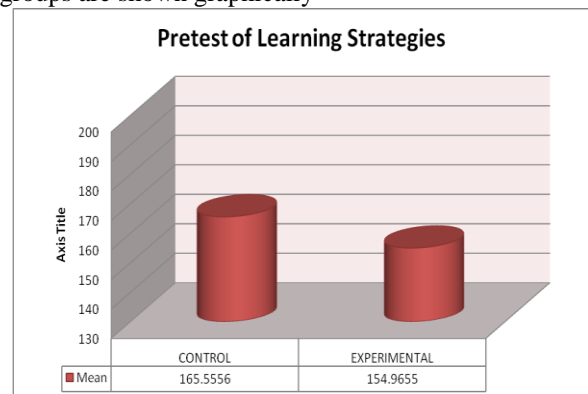 groups are shown graphically
Pretest of Learning Strategies
200
190
180
170
160
150
140
130
Axis Title
CONTROL EXPERIMENTAL
Mean 165.5556 154.9655